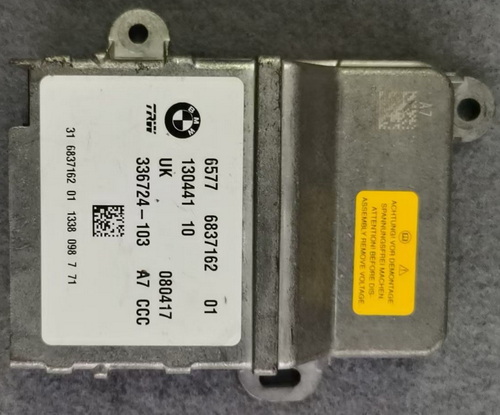 BMW
TRW
6577 6837162 01
130441 10 080417
UK
336724-103 A7 CCC
31 6837162 01 1338 098 7 71
A7
ACHTUNG! VOR DEMONTAGE
SPANNUNGSFREI MACHEN
ATTENTION! BEFORE DIS-
ASSEMBLY REMOVE VOLTAGE